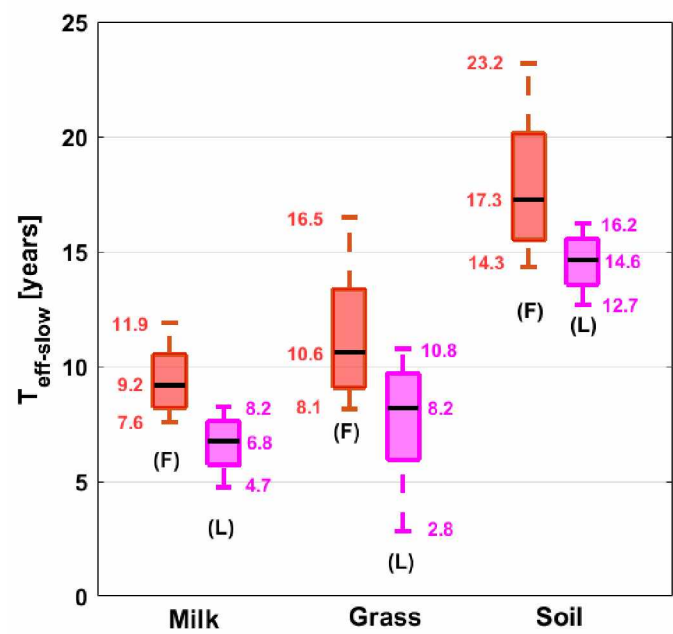 25
20
15
10
5
0
T_eff-slow [years]
11.9
9.2
7.6
(F)
8.2
6.8
4.7
(L)
16.5
10.6
8.1
(F)
10.8
8.2
2.8
(L)
23.2
17.3
14.3
(F)
16.2
14.6
12.7
(L)
Milk
Grass
Soil